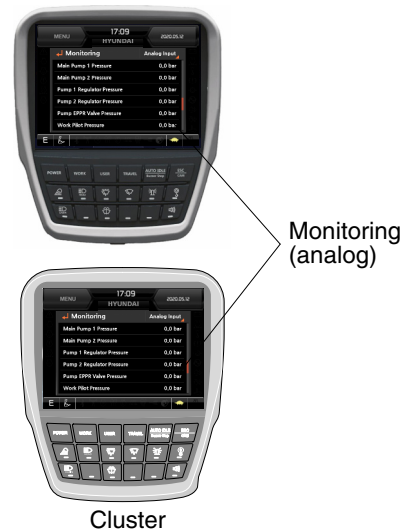 MENU 17:09 2020.05.12
HYUNDAI
Monitoring Analog Input
Main Pump 1 Pressure 0,0 bar
Main Pump 2 Pressure 0,0 bar
Pump 1 Regulator Pressure 0,0 bar
Pump 2 Regulator Pressure 0,0 bar
Pump EPPR Valve Pressure 0,0 bar
Work Pilot Pressure 0,0 bar
E
POWER WORK USER TRAVEL AUTO IDLE ESC
Monitoring
(analog)
MENU 17:09 2020.05.12
HYUNDAI
Monitoring Analog Input
Main Pump 1 Pressure 0,0 bar
Main Pump 2 Pressure 0,0 bar
Pump 1 Regulator Pressure 0,0 bar
Pump 2 Regulator Pressure 0,0 bar
Pump EPPR Valve Pressure 0,0 bar
Work Pilot Pressure 0,0 bar
E
POWER WORK USER TRAVEL AUTO IDLE ESC
Cluster